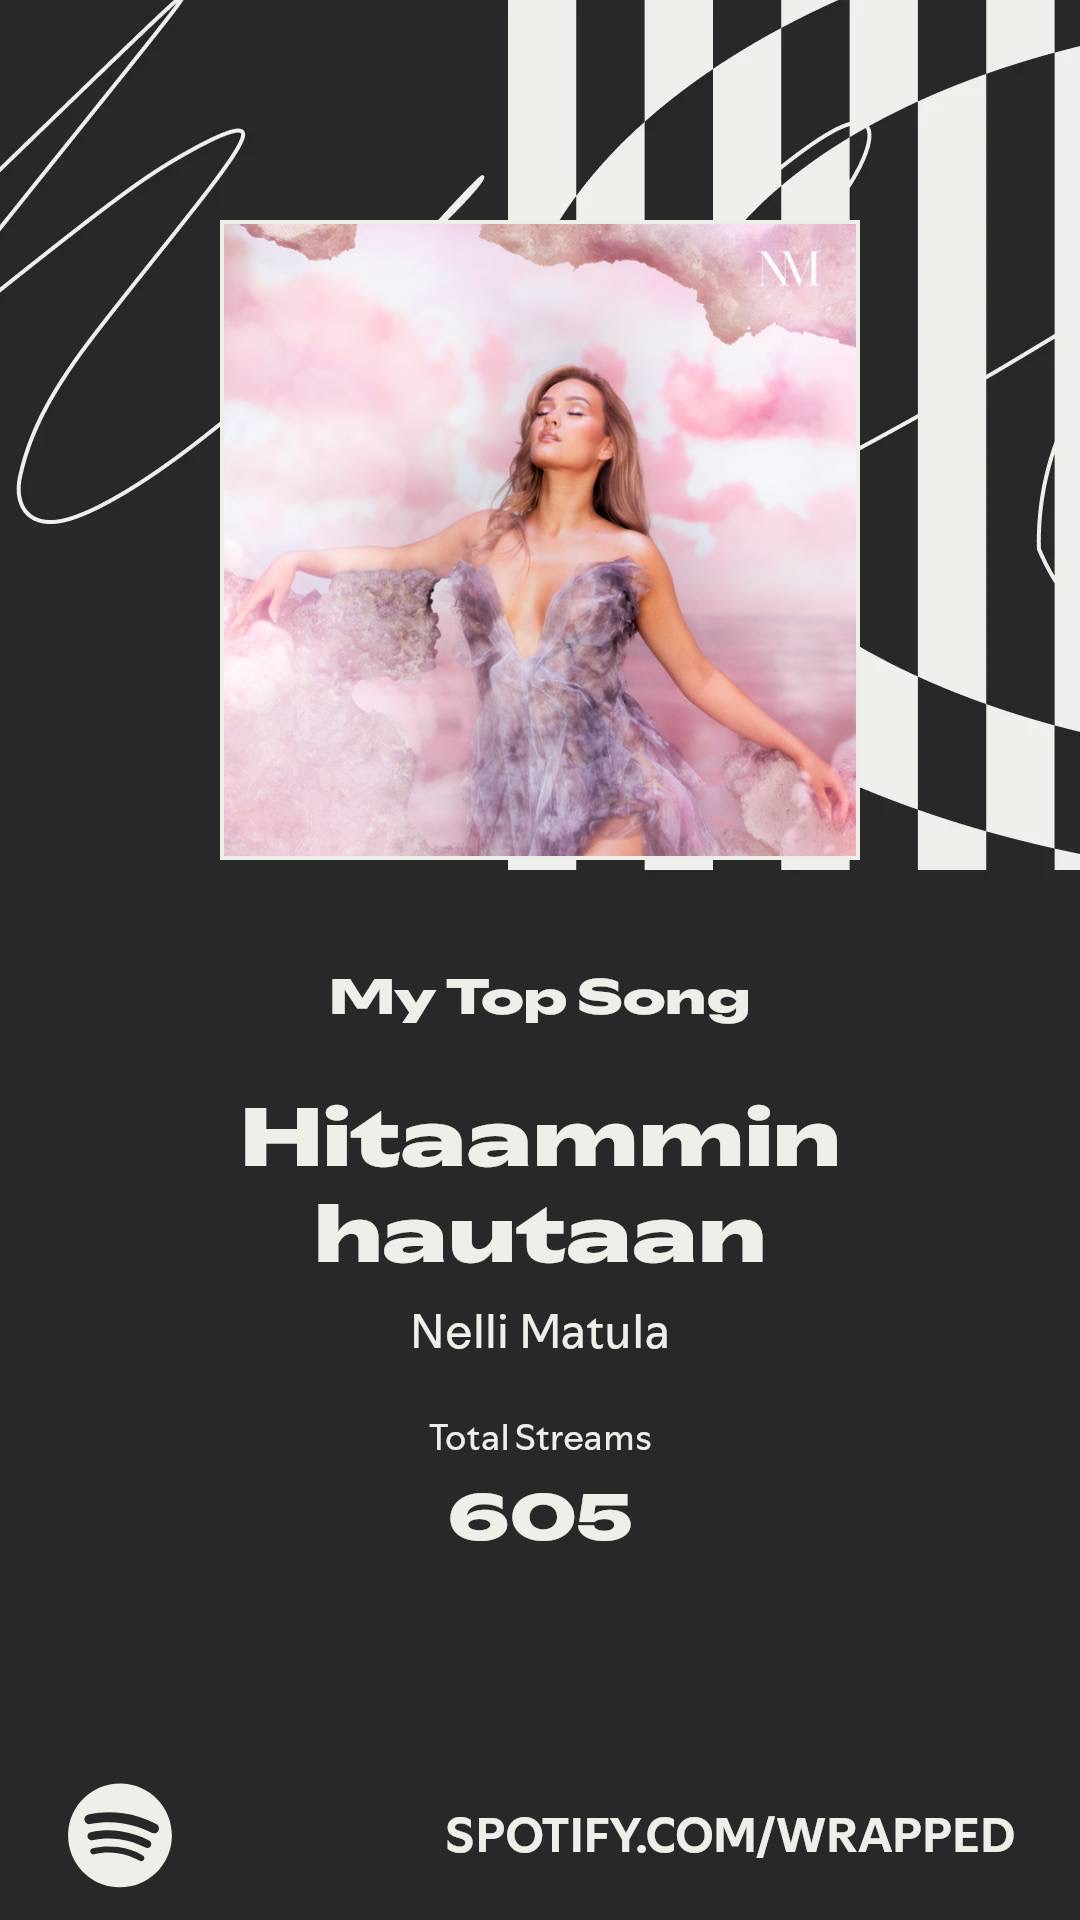 NM
My Top Song
Hitaammin
hautaan
Nelli Matula
Total Streams
605
SPOTIFY.COM/WRAPPED